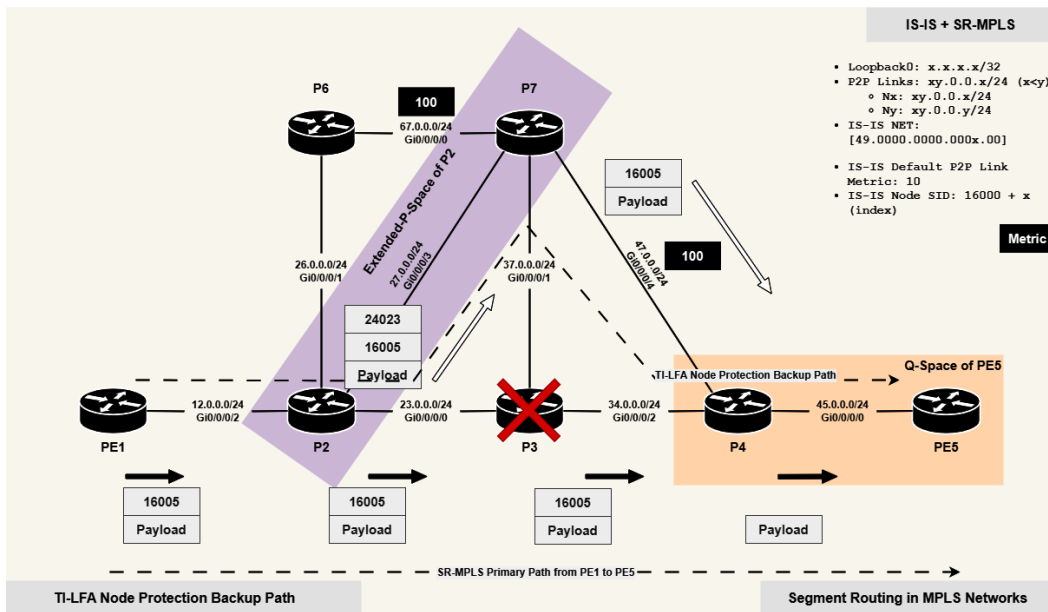 IS-IS + SR-MPLS
▪ Loopback0: x.x.x.x/32
▪ P2P Links: xy.0.0.x/24 (x<y)
o Nx: xy.0.0.x/24
o Ny: xy.0.0.y/24
▪ IS-IS NET:
[49.0000.0000.000x.00]
▪ IS-IS Default P2P Link
Metric: 10
▪ IS-IS Node SID: 16000 + x
(index)
Metric
P6
100
67.0.0.0/24
Gi0/0/0/0
P7
16005
Payload
Extended-P-Space of P2
26.0.0.0/24
Gi0/0/0/1
27.0.0.0/24
Gi0/0/0/3
37.0.0.0/24
Gi0/0/0/1
47.0.0.0/24
Gi0/0/0/4
100
24023
16005
Payload
TI-LFA Node Protection Backup Path
Q-Space of PE5
12.0.0.0/24
Gi0/0/0/2
23.0.0.0/24
Gi0/0/0/0
34.0.0.0/24
Gi0/0/0/2
45.0.0.0/24
Gi0/0/0/0
PE1
P2
P3
P4
PE5
16005
Payload
16005
Payload
16005
Payload
Payload
SR-MPLS Primary Path from PE1 to PE5
TI-LFA Node Protection Backup Path
Segment Routing in MPLS Networks